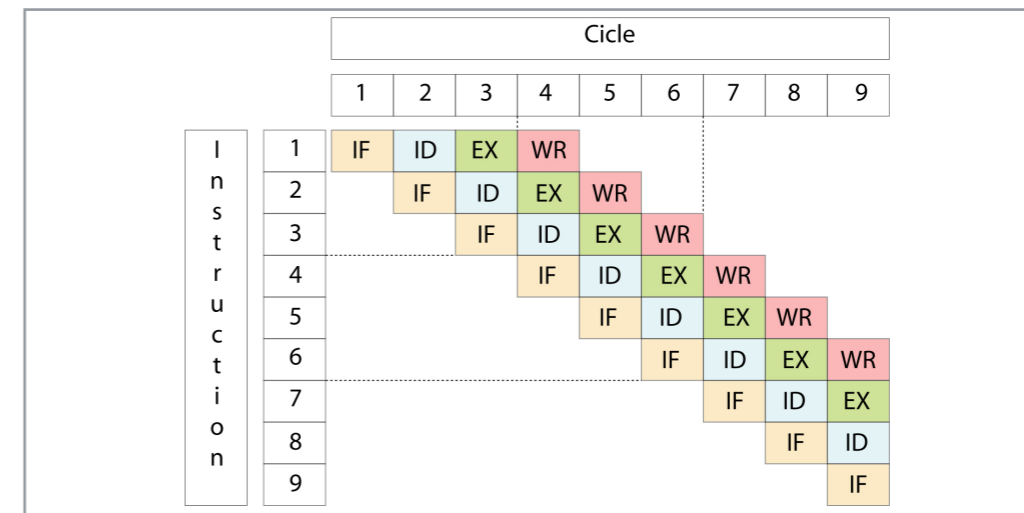 Cicle
1 2 3 4 5 6 7 8 9
Instruction
1 IF ID EX WR
2 IF ID EX WR
3 IF ID EX WR
4 IF ID EX WR
5 IF ID EX WR
6 IF ID EX WR
7 IF ID EX
8 IF ID
9 IF